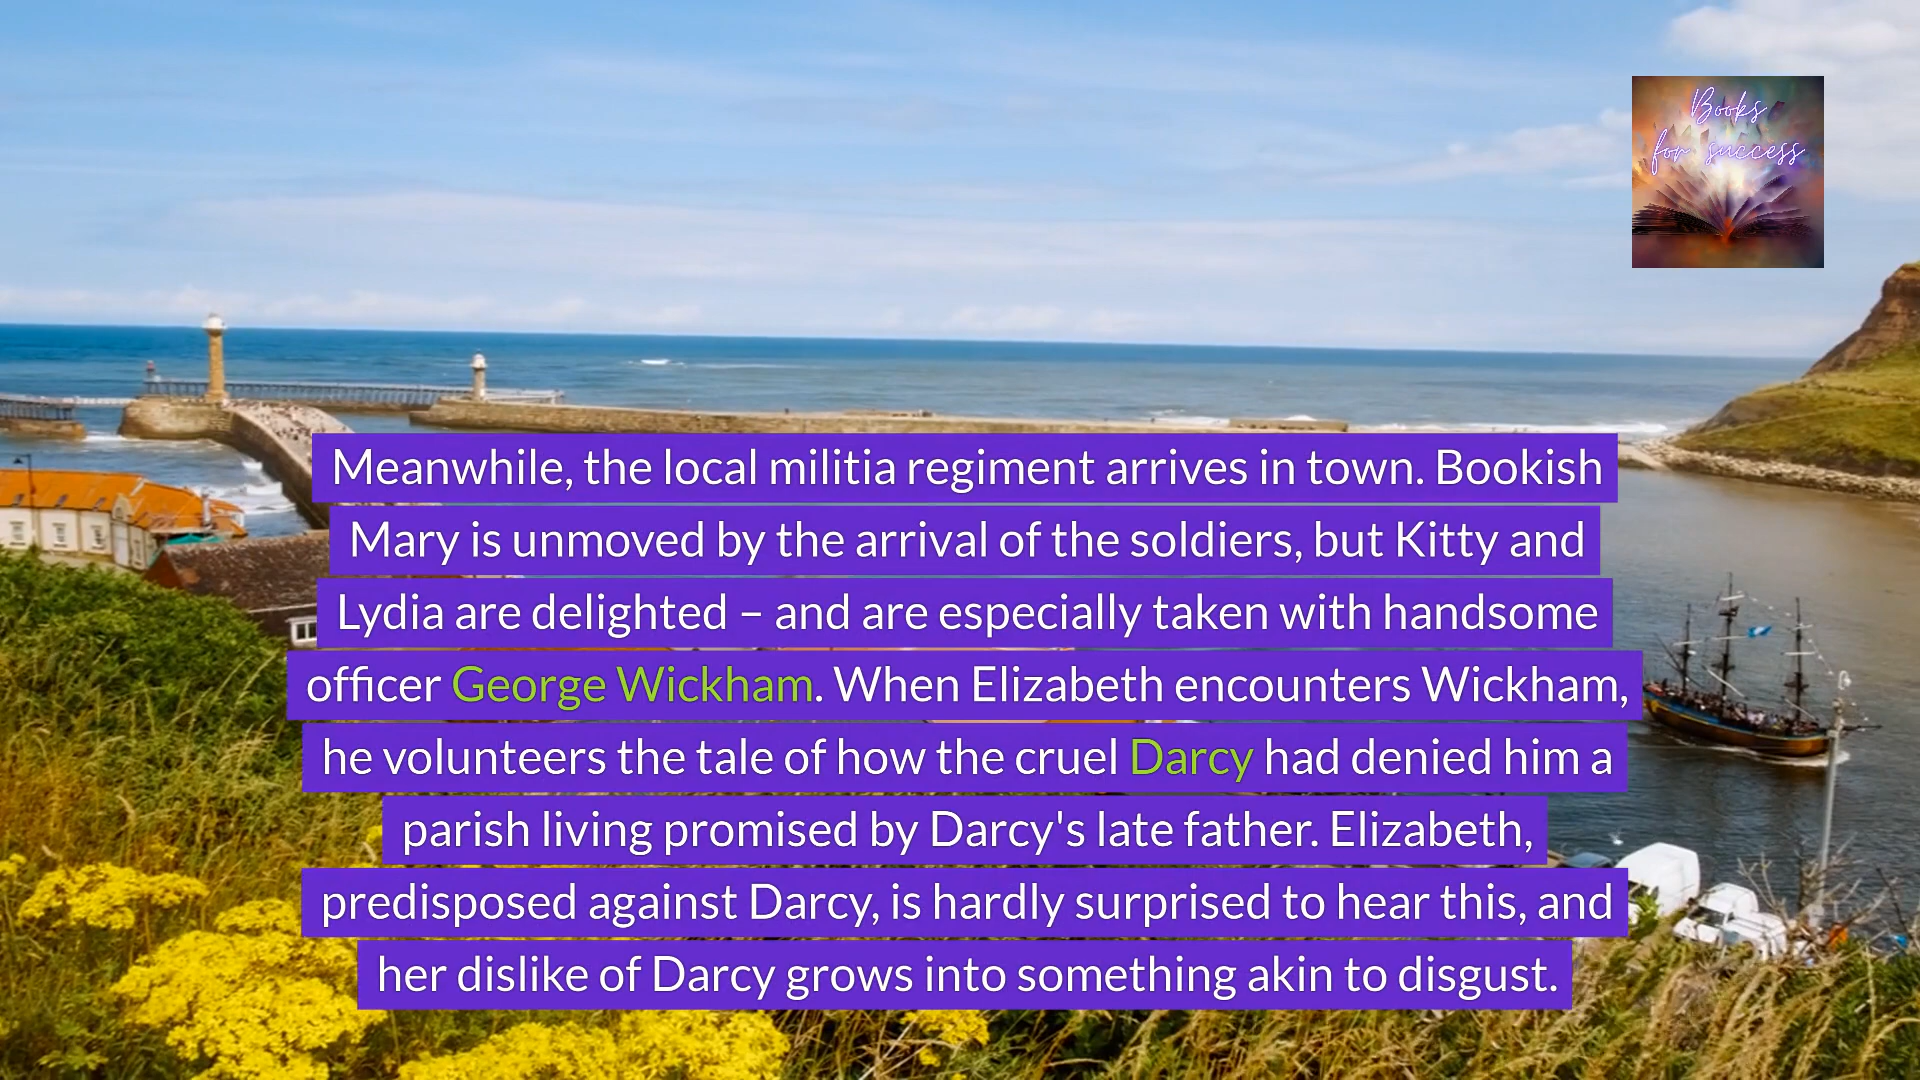 Books
for success
Meanwhile, the local militia regiment arrives in town. Bookish
Mary is unmoved by the arrival of the soldiers, but Kitty and
Lydia are delighted – and are especially taken with handsome
officer George Wickham. When Elizabeth encounters Wickham,
he volunteers the tale of how the cruel Darcy had denied him a
parish living promised by Darcy's late father. Elizabeth,
predisposed against Darcy, is hardly surprised to hear this, and
her dislike of Darcy grows into something akin to disgust.